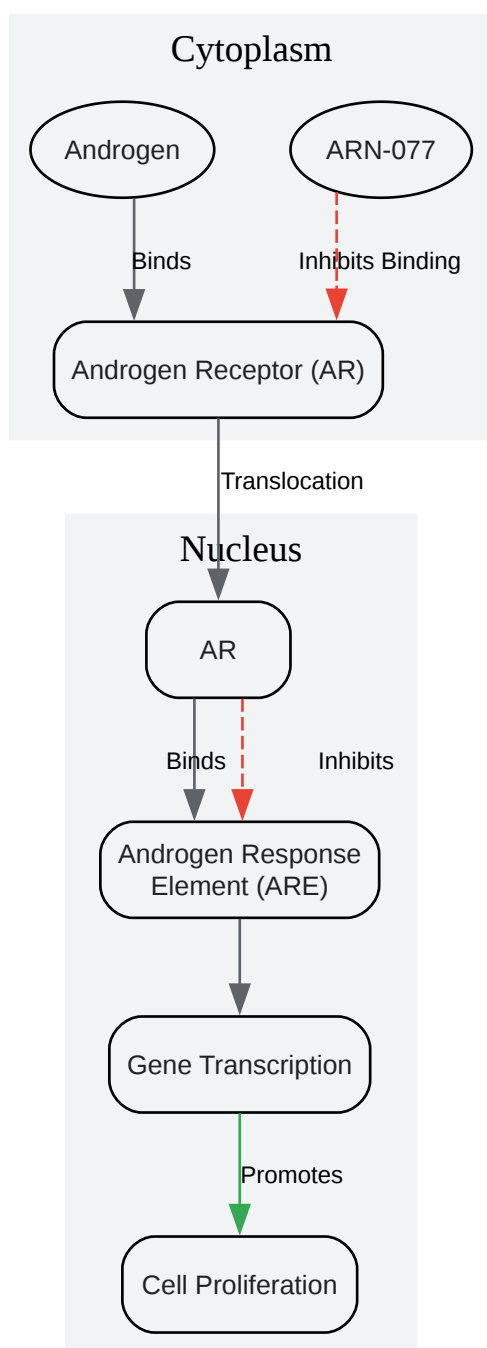 Cytoplasm
Androgen
ARN-077
Binds
Inhibits Binding
Androgen Receptor (AR)
Translocation
Nucleus
AR
Binds
Inhibits
Androgen Response
Element (ARE)
Gene Transcription
Promotes
Cell Proliferation